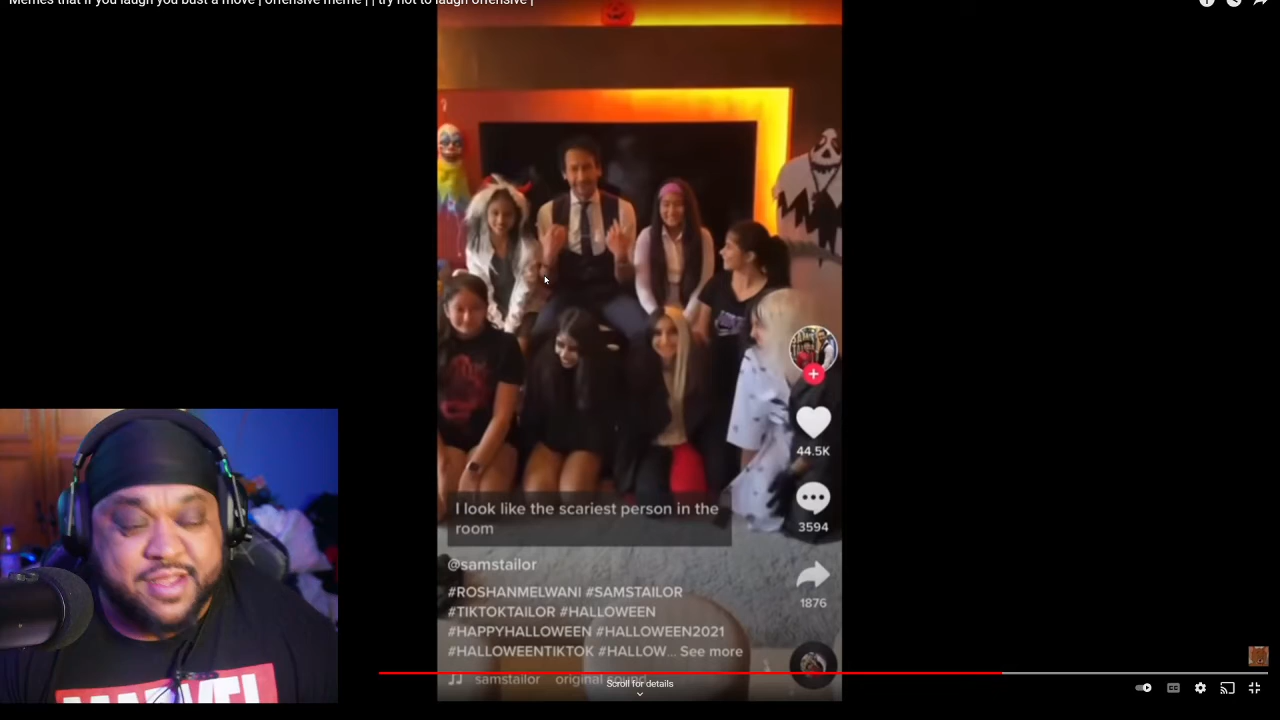 Memes that if you laugh you bust a move | offensive meme | | try not to laugh offensive |
I look like the scariest person in the
room
44.5K
3594
@samstailor
#ROSHANMELWANI #SAMSTAILOR
#TIKTOKTAILOR #HALLOWEEN
#HAPPYHALLOWEEN #HALLOWEEN2021
#HALLOWEENTIKTOK #HALLOW... See more
1876
samstailor original sound
Scroll for details
CC
MARVEL